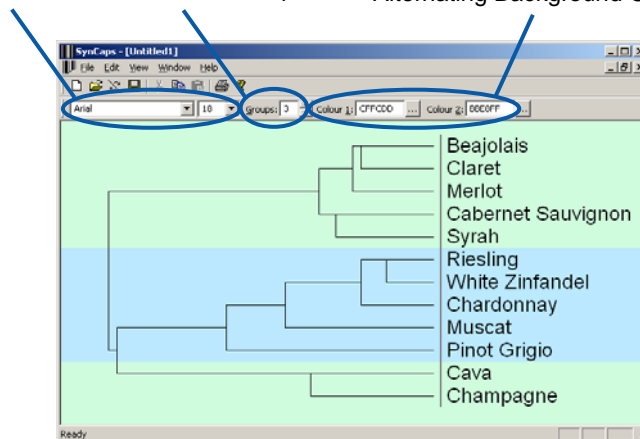 Alternating Background
SynCaps - [Untitled1]
File Edit View Window Help
Arial 10 Groups: 3 Colour 1: CFFCDD ... Colour 2: BBE8FF ...
Beajolais
Claret
Merlot
Cabernet Sauvignon
Syrah
Riesling
White Zinfandel
Chardonnay
Muscat
Pinot Grigio
Cava
Champagne
Ready